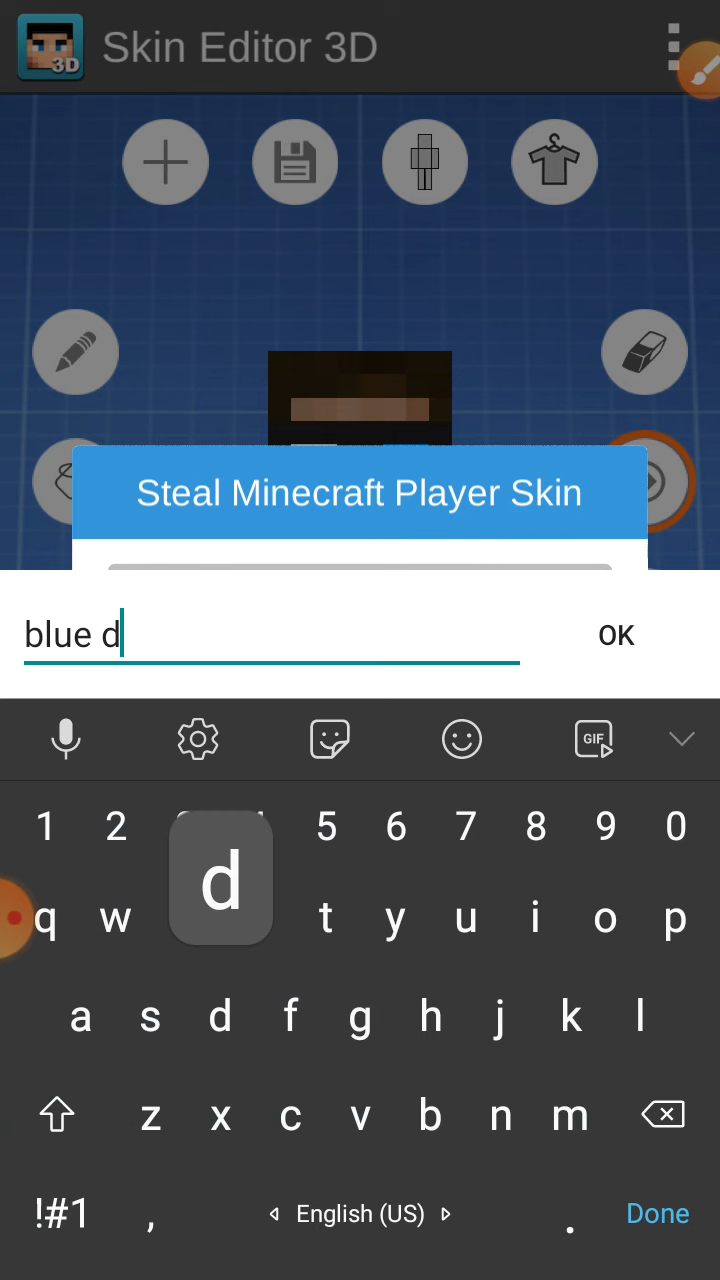 3D Skin Editor 3D
Steal Minecraft Player Skin
blue d OK
GIF
1 2 5 6 7 8 9 0
d
q w t y u i o p
a s d f g h j k l
z x c v b n m
!#1 , English (US) . Done